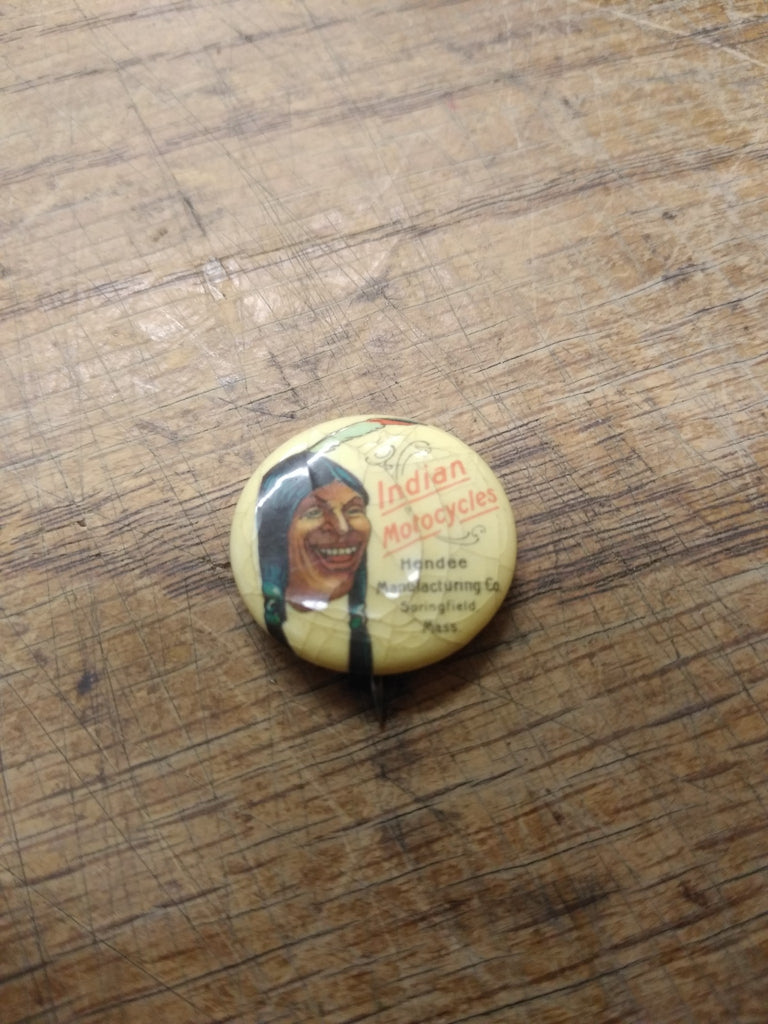 Indian
Motocycles
Hendee
Manufacturing Co.
Springfield
Mass